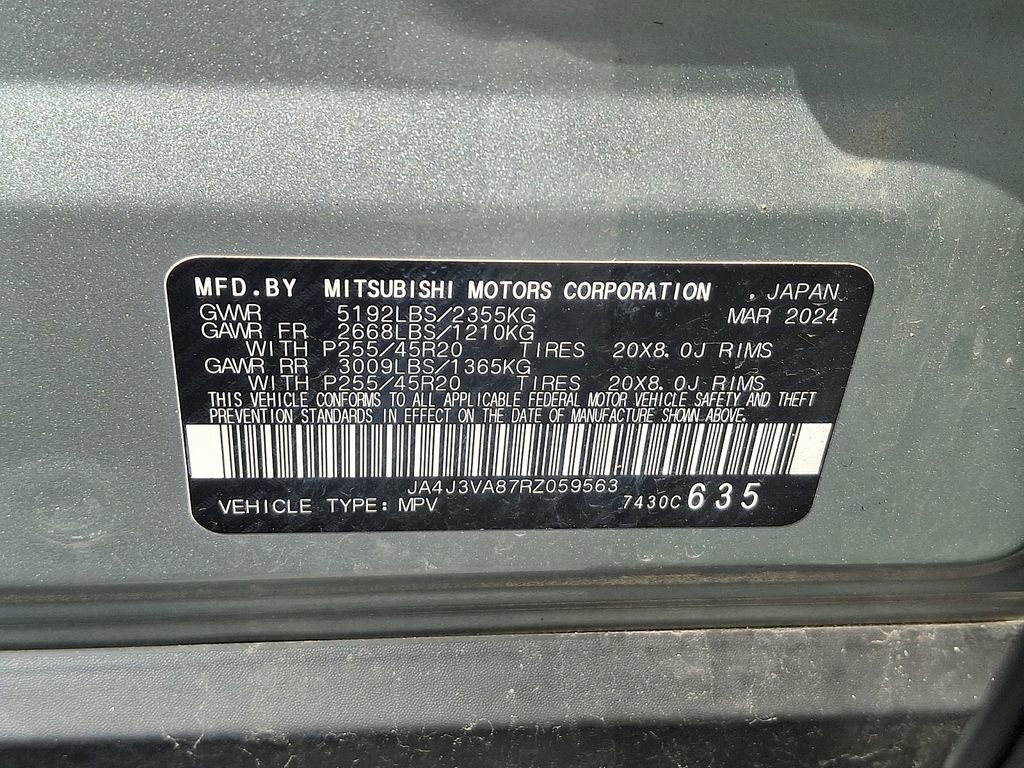 MFD.BY MITSUBISHI MOTORS CORPORATION , JAPAN
GVWR 5192LBS/2355KG MAR 2024
GAWR FR 2668LBS/1210KG
WITH P255/45R20 TIRES 20X8.0J RIMS
GAWR RR 3009LBS/1365KG
WITH P255/45R20 TIRES 20X8.0J RIMS
THIS VEHICLE CONFORMS TO ALL APPLICABLE FEDERAL MOTOR VEHICLE SAFETY AND THEFT
PREVENTION STANDARDS IN EFFECT ON THE DATE OF MANUFACTURE SHOWN ABOVE.
JA4J3VA87RZ059563
VEHICLE TYPE: MPV 7430C 635